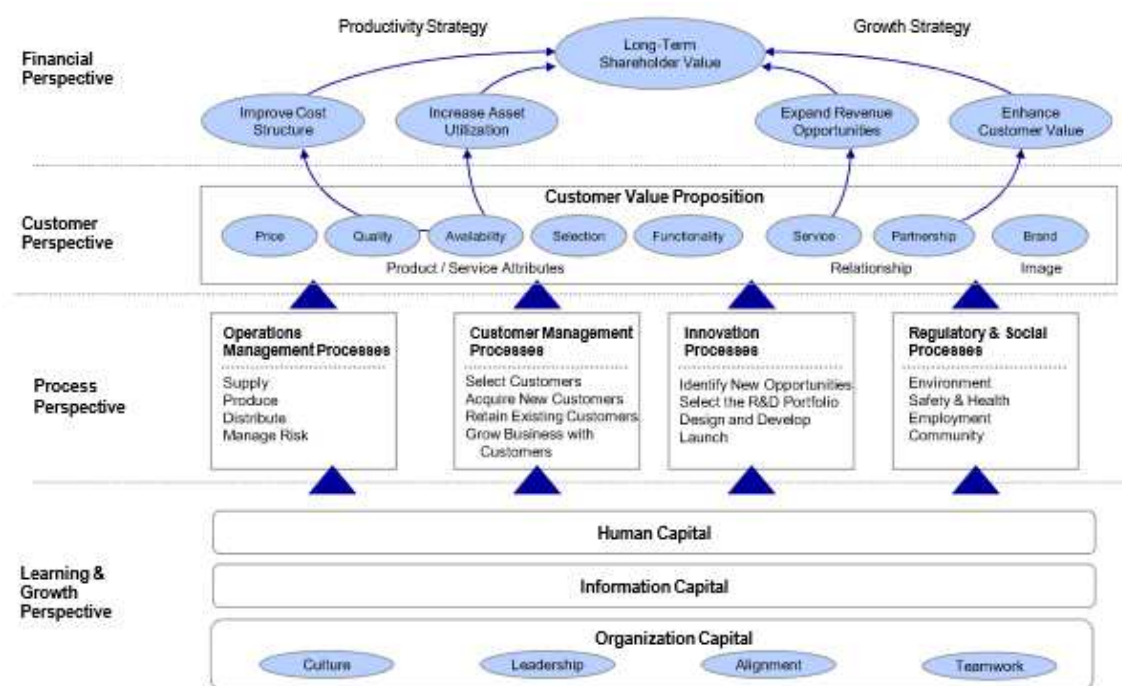 Productivity Strategy
Growth Strategy
Financial
Perspective
Long-Term
Shareholder Value
Improve Cost
Structure
Increase Asset
Utilization
Expand Revenue
Opportunities
Enhance
Customer Value
Customer
Perspective
Customer Value Proposition
Price
Quality
Availability
Selection
Functionality
Service
Partnership
Brand
Product / Service Attributes
Relationship
Image
Process
Perspective
Operations
Management Processes
Supply
Produce
Distribute
Manage Risk
Customer Management
Processes
Select Customers
Acquire New Customers
Retain Existing Customers
Grow Business with
Customers
Innovation
Processes
Identify New Opportunities
Select the R&D Portfolio
Design and Develop
Launch
Regulatory & Social
Processes
Environment
Safety & Health
Employment
Community
Learning &
Growth
Perspective
Human Capital
Information Capital
Organization Capital
Culture
Leadership
Alignment
Teamwork